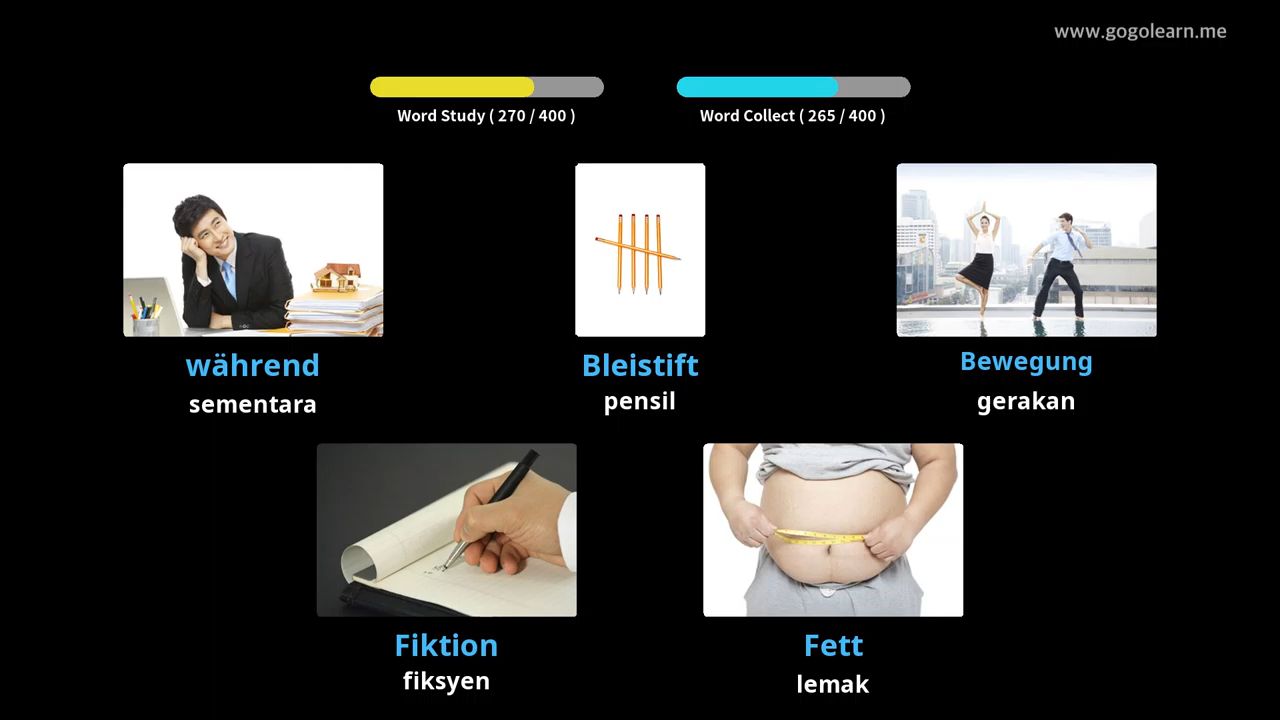 www.gogolearn.me
Word Study ( 270 / 400 )
Word Collect ( 265 / 400 )
während
sementara
Bleistift
pensil
Bewegung
gerakan
Fiktion
fiksyen
Fett
lemak